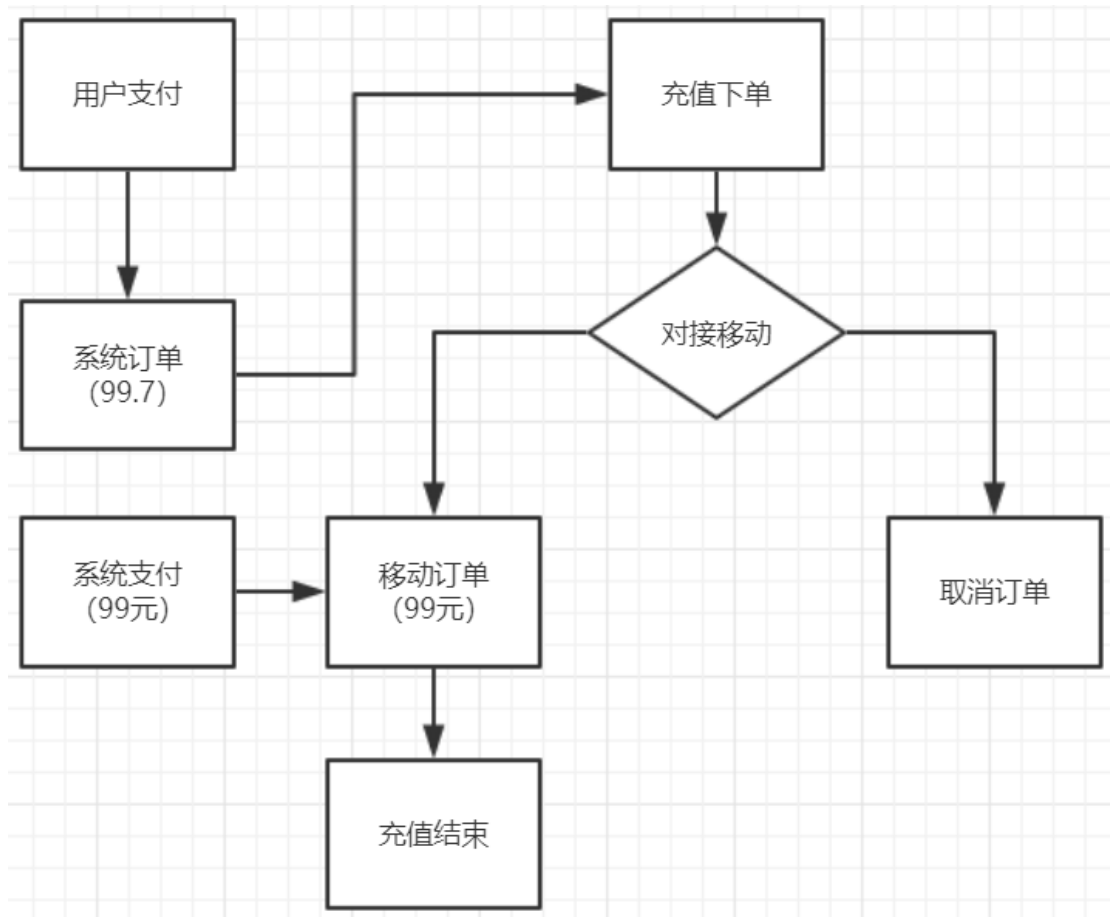 用户支付
充值下单
系统订单
(99.7)
对接移动
系统支付
(99元)
移动订单
(99元)
取消订单
充值结束